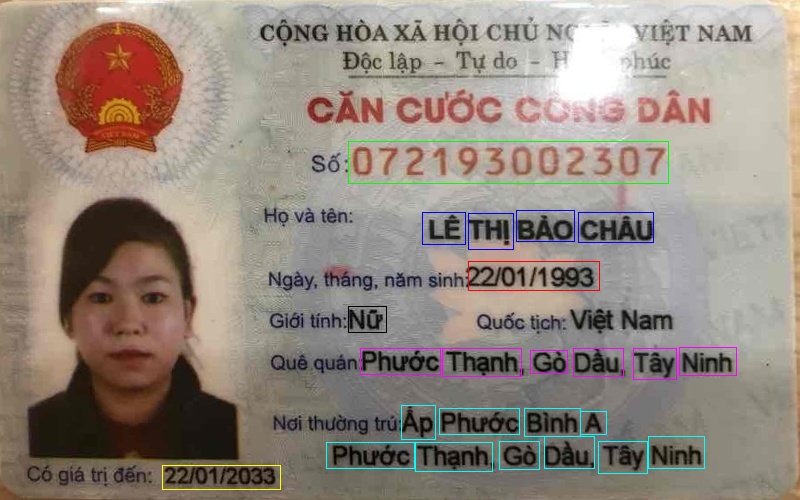 CỘNG HÒA XÃ HỘI CHỦ VIỆT NAM
Độc lập - Tự do - phúc
CĂN CƯỚC CÔNG DÂN
Số: 072193002307
Họ và tên: LÊ THỊ BẢO CHÂU
Ngày, tháng, năm sinh: 22/01/1993
Giới tính: Nữ Quốc tịch: Việt Nam
Quê quán: Phước Thạnh, Gò Dầu, Tây Ninh
Nơi thường trú: Ấp Phước Bình A
Phước Thạnh, Gò Dầu, Tây Ninh
Có giá trị đến: 22/01/2033